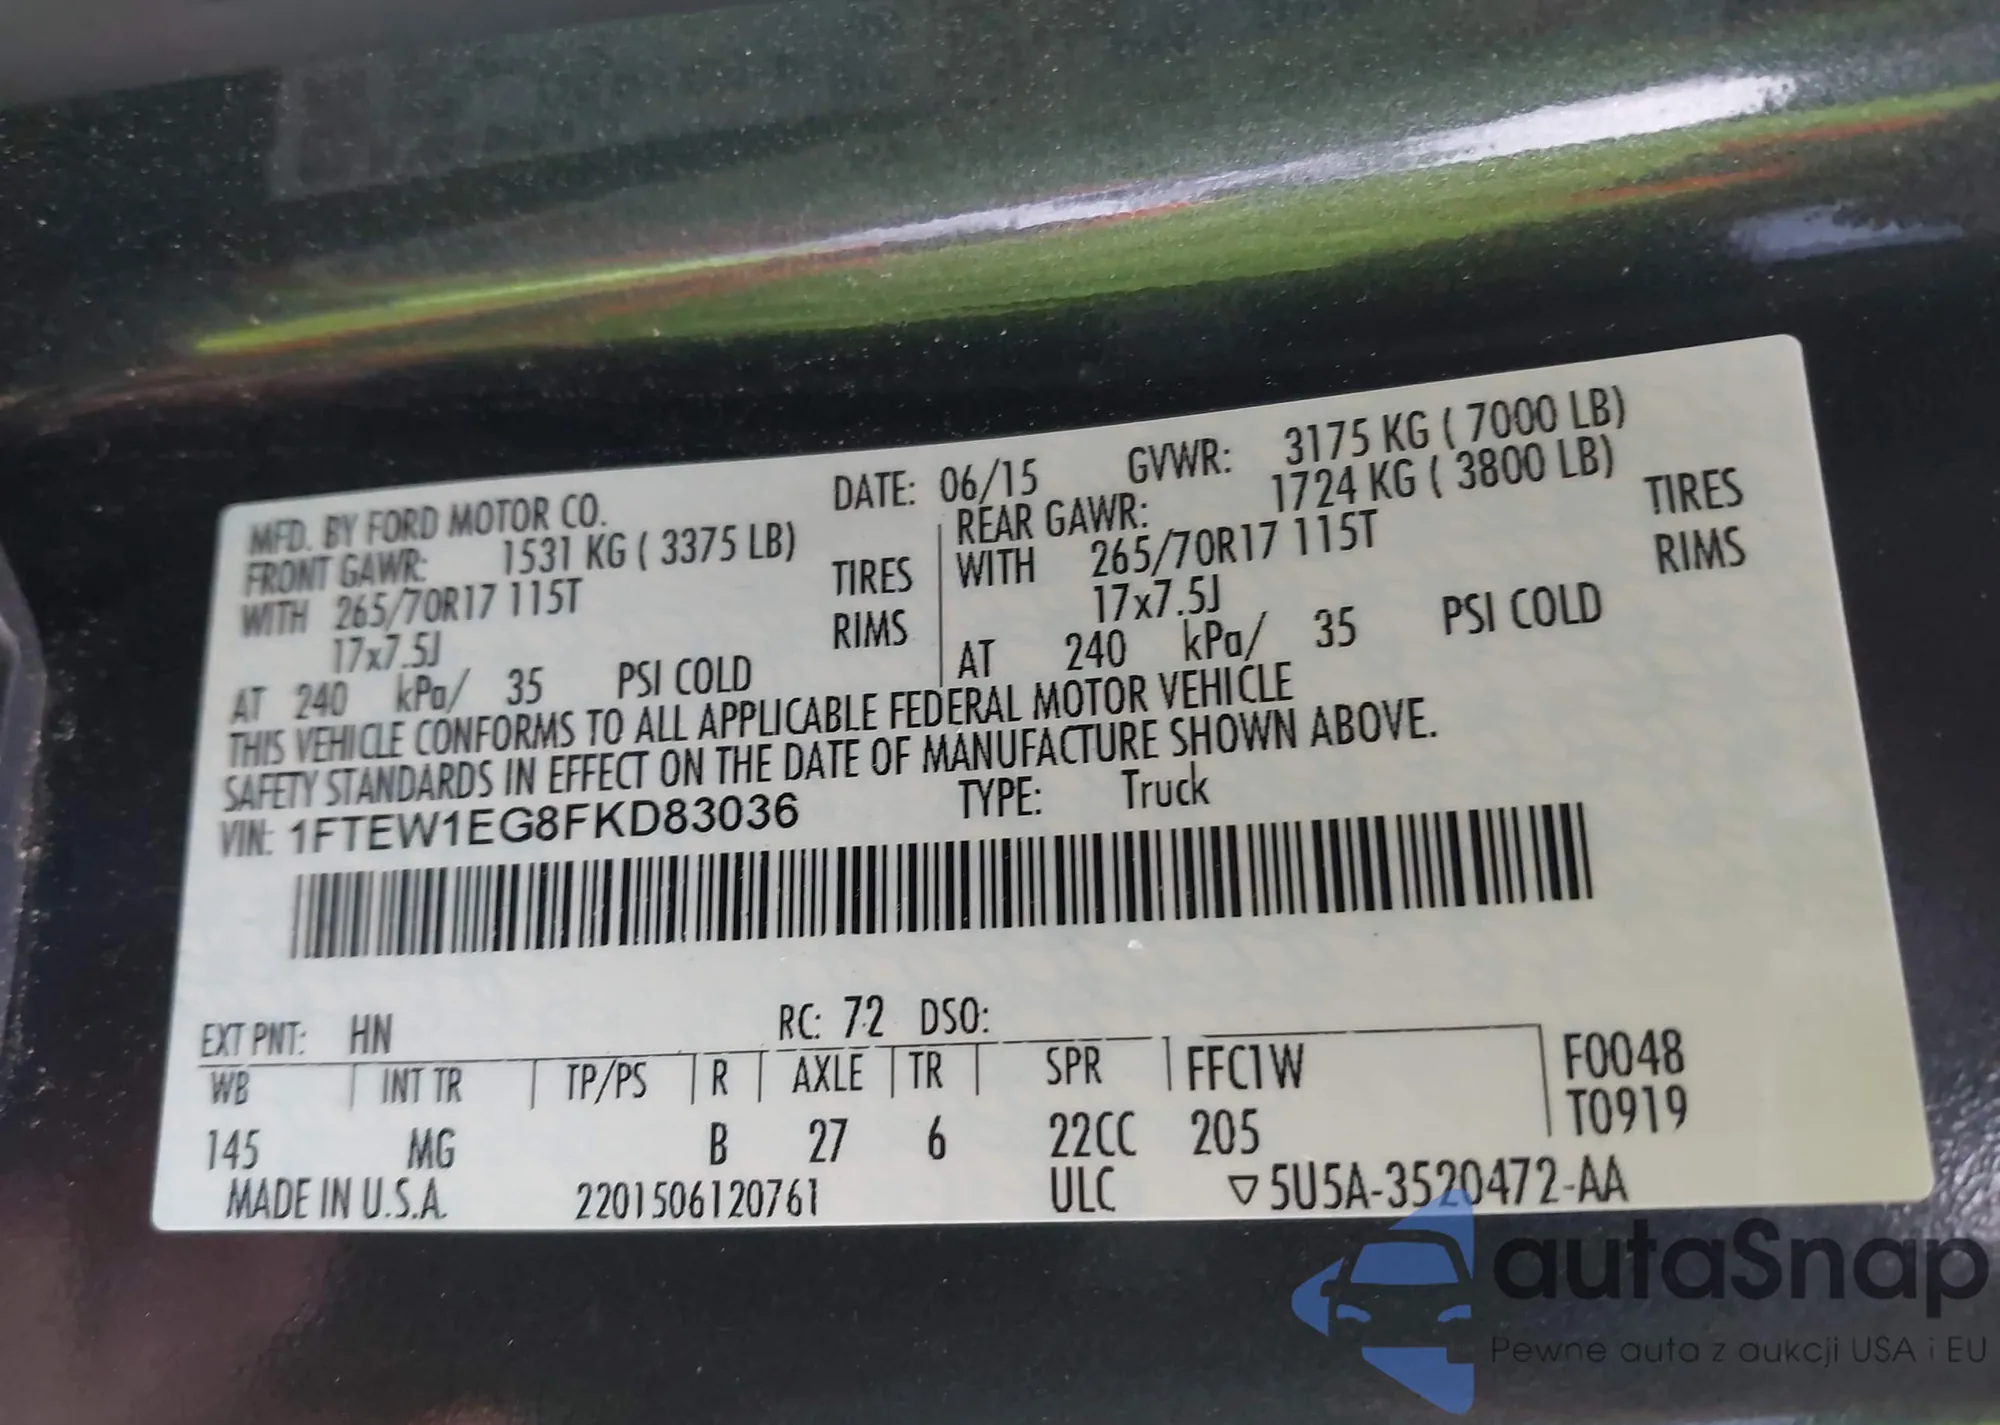 MFD. BY FORD MOTOR CO. DATE: 06/15 GVWR: 3175 KG ( 7000 LB)
FRONT GAWR: 1531 KG ( 3375 LB) REAR GAWR: 1724 KG ( 3800 LB)
WITH 265/70R17 115T TIRES WITH 265/70R17 115T TIRES
17x7.5J RIMS 17x7.5J RIMS
AT 240 kPa/ 35 PSI COLD AT 240 kPa/ 35 PSI COLD
THIS VEHICLE CONFORMS TO ALL APPLICABLE FEDERAL MOTOR VEHICLE
SAFETY STANDARDS IN EFFECT ON THE DATE OF MANUFACTURE SHOWN ABOVE.
VIN: 1FTEW1EG8FKD83036 TYPE: Truck
EXT PNT: HN RC: 72 DSO:
WB INT TR TP/PS R AXLE TR SPR FFC1W F0048
145 MG B 27 6 22CC 205 T0919
MADE IN U.S.A. 2201506120761 ULC ▽5U5A-3520472-AA
autaSnap
Pewne auta z aukcji USA i EU